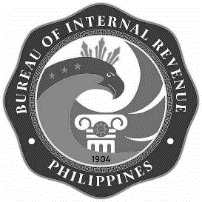 BUREAU OF INTERNAL REVENUE
1904
PHILIPPINES